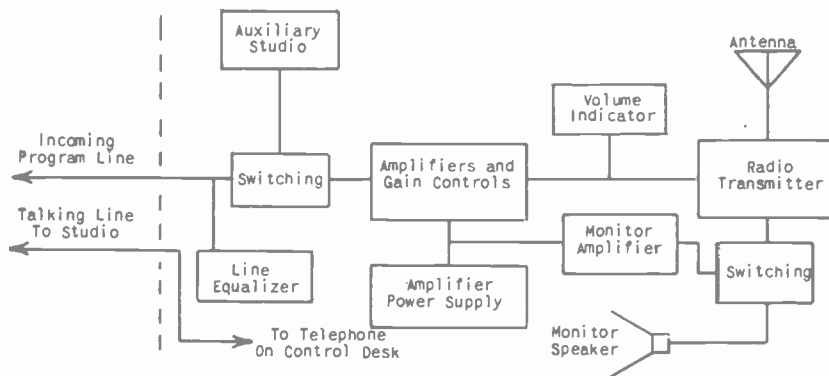 Auxiliary
Studio
Antenna
Volume
Indicator
Incoming
Program Line
Switching
Amplifiers and
Gain Controls
Radio
Transmitter
Talking Line
To Studio
Line
Equalizer
Monitor
Amplifier
Switching
Amplifier
Power Supply
To Telephone
On Control Desk
Monitor
Speaker